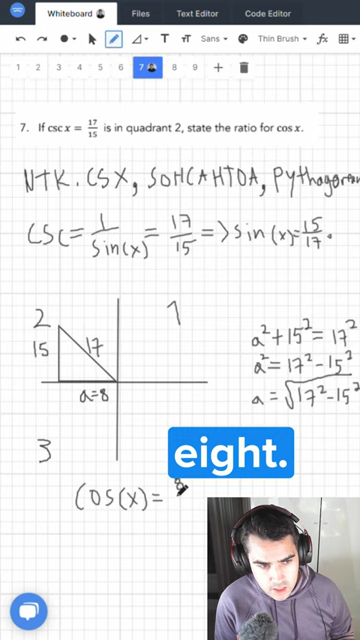 Whiteboard Files Text Editor Code Editor
Sans Thin Brush fx
1 2 3 4 5 6 7 8 9 +
7. If csc x = 17/15 is in quadrant 2, state the ratio for cos x.
NTK. CSX, SOHCAHTOA, Pythagorean
CSC = 1/sin(x) = 17/15 => sin(x) = 15/17.
2 1
15 17
a=8
3
a² + 15² = 17²
a² = 17² - 15²
a = √17² - 15²
eight.
Cos(x) = 8